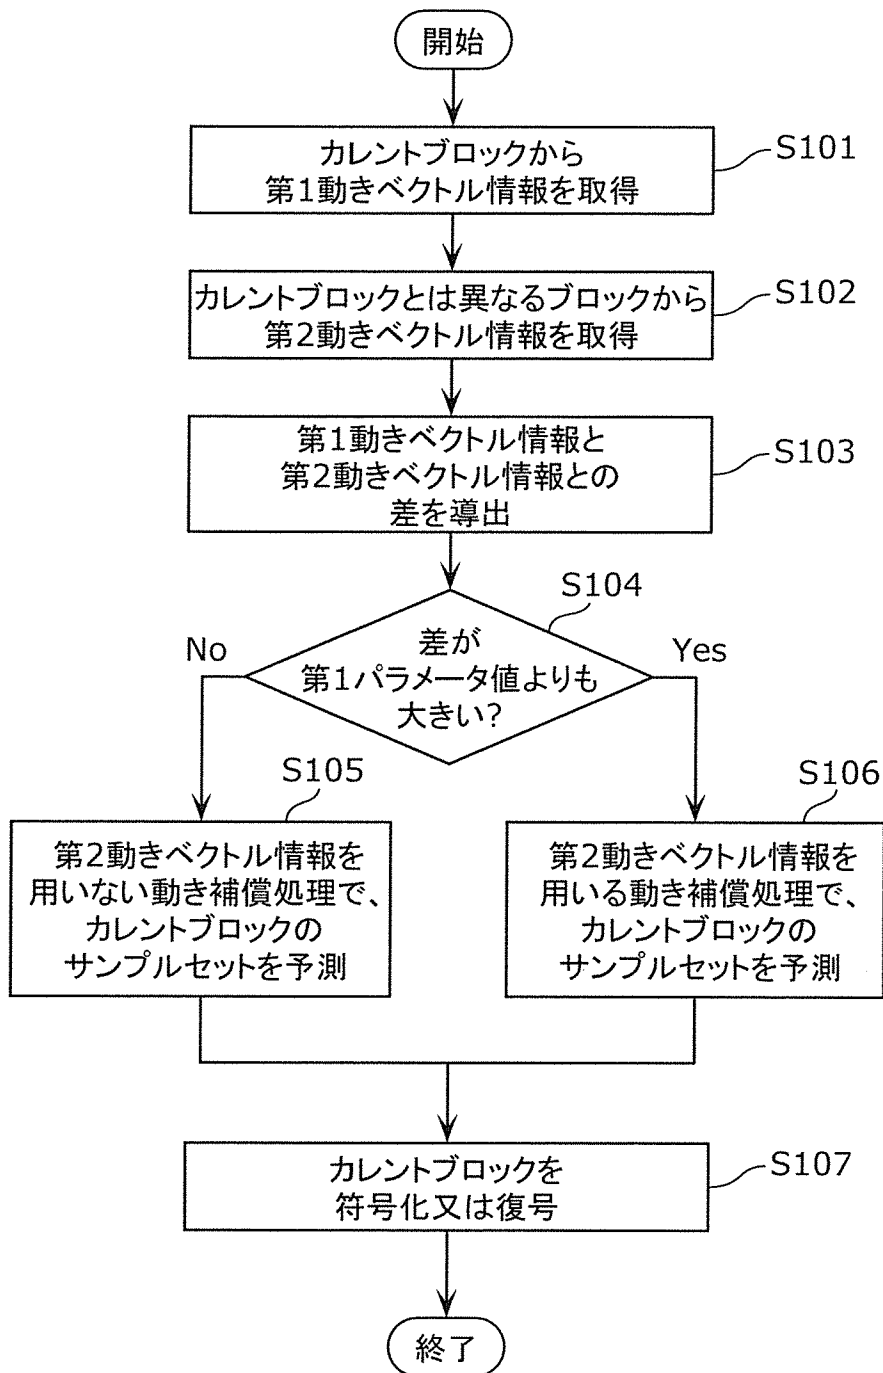 開始
カレントブロックから
第1動きベクトル情報を取得
S101
カレントブロックとは異なるブロックから
第2動きベクトル情報を取得
S102
第1動きベクトル情報と
第2動きベクトル情報との
差を導出
S103
S104
差が
第1パラメータ値よりも
大きい?
No
Yes
S105
第2動きベクトル情報を
用いない動き補償処理で、
カレントブロックの
サンプルセットを予測
S106
第2動きベクトル情報を
用いる動き補償処理で、
カレントブロックの
サンプルセットを予測
カレントブロックを
符号化又は復号
S107
終了